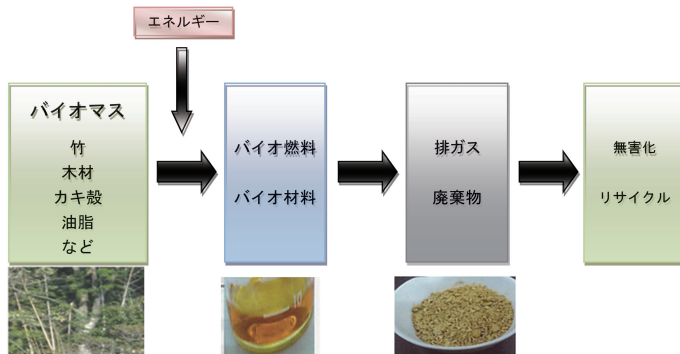 エネルギー
バイオマス
竹
木材
カキ殻
油脂
など
バイオ燃料
バイオ材料
排ガス
廃棄物
無害化
リサイクル